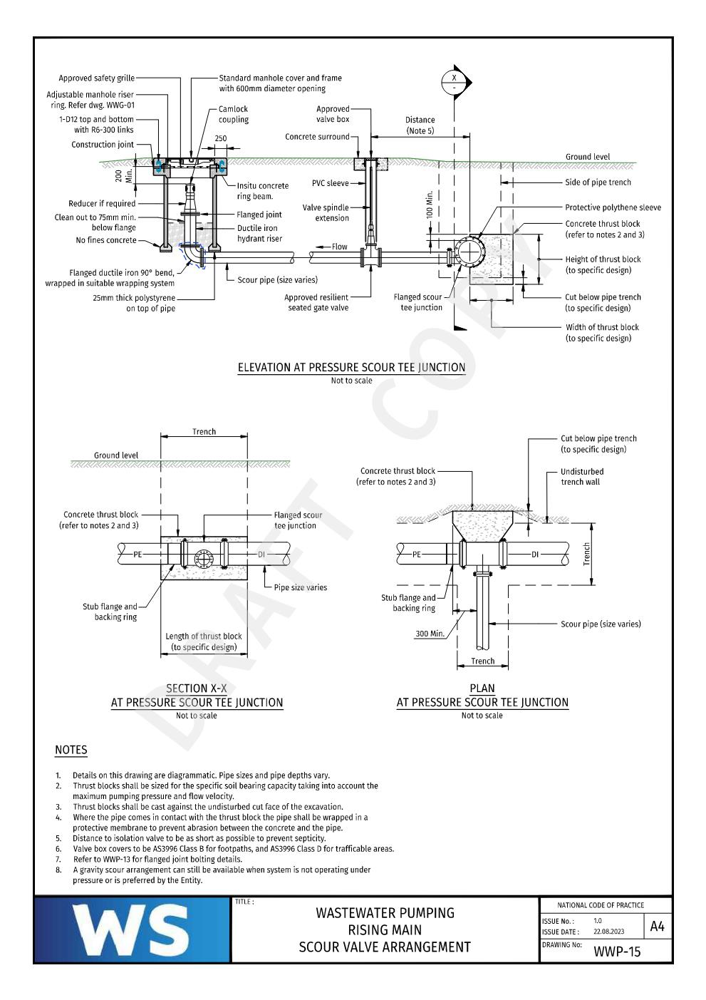 Approved safety grille
Standard manhole cover and frame
with 600mm diameter opening
Adjustable manhole riser
ring. Refer dwg. WWG-01
1-D12 top and bottom
with R6-300 links
Construction joint
Camlock
coupling
250
Approved
valve box
Concrete surround
Distance
(Note 5)
X
-
Ground level
200
Min.
Insitu concrete
ring beam.
PVC sleeve
Side of pipe trench
Reducer if required
Flanged joint
Valve spindle
extension
100 Min.
Protective polythene sleeve
Clean out to 75mm min.
below flange
Ductile iron
hydrant riser
Concrete thrust block
(refer to notes 2 and 3)
No fines concrete
Flow
Height of thrust block
(to specific design)
Flanged ductile iron 90° bend,
wrapped in suitable wrapping system
Scour pipe (size varies)
25mm thick polystyrene
on top of pipe
Approved resilient
seated gate valve
Flanged scour
tee junction
Cut below pipe trench
(to specific design)
Width of thrust block
(to specific design)
ELEVATION AT PRESSURE SCOUR TEE JUNCTION
Not to scale
Trench
Ground level
Concrete thrust block
(refer to notes 2 and 3)
Flanged scour
tee junction
PE
DI
Pipe size varies
Stub flange and
backing ring
Length of thrust block
(to specific design)
SECTION X-X
AT PRESSURE SCOUR TEE JUNCTION
Not to scale
Cut below pipe trench
(to specific design)
Concrete thrust block
(refer to notes 2 and 3)
Undisturbed
trench wall
PE
DI
Trench
Stub flange and
backing ring
300 Min.
Scour pipe (size varies)
Trench
PLAN
AT PRESSURE SCOUR TEE JUNCTION
Not to scale
DRAFT COPY
NOTES
1. Details on this drawing are diagrammatic. Pipe sizes and pipe depths vary.
2. Thrust blocks shall be sized for the specific soil bearing capacity taking into account the
maximum pumping pressure and flow velocity.
3. Thrust blocks shall be cast against the undisturbed cut face of the excavation.
4. Where the pipe comes in contact with the thrust block the pipe shall be wrapped in a
protective membrane to prevent abrasion between the concrete and the pipe.
5. Distance to isolation valve to be as short as possible to prevent septicity.
6. Valve box covers to be AS3996 Class B for footpaths, and AS3996 Class D for trafficable areas.
7. Refer to WWP-13 for flanged joint bolting details.
8. A gravity scour arrangement can still be available when system is not operating under
pressure or is preferred by the Entity.
WS
TITLE :
WASTEWATER PUMPING
RISING MAIN
SCOUR VALVE ARRANGEMENT
NATIONAL CODE OF PRACTICE
ISSUE No. : 1.0
ISSUE DATE : 22.08.2023
A4
DRAWING No: WWP-15